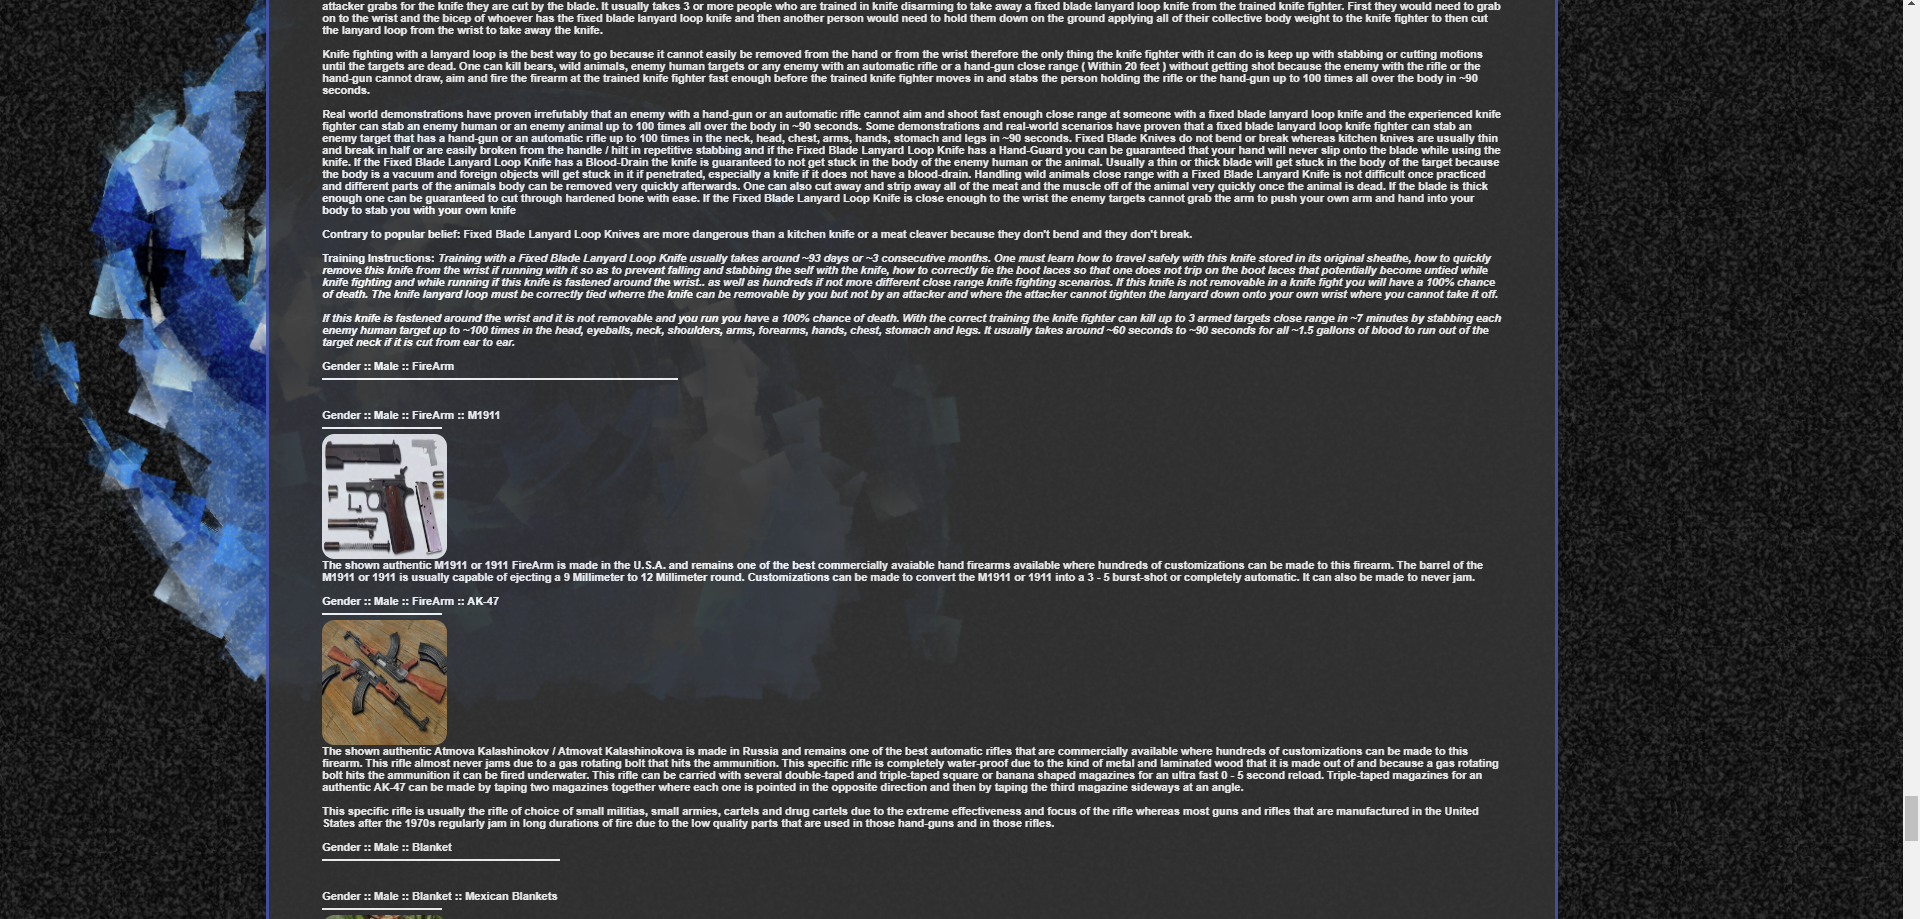 attacker grabs for the knife they are cut by the blade. It usually takes 3 or more people who are trained in knife disarming to take away a fixed blade lanyard loop knife from the trained knife fighter. First they would need to grab
on to the wrist and the bicep of whoever has the fixed blade lanyard loop knife and then another person would need to hold them down on the ground applying all of their collective body weight to the knife fighter to then cut
the lanyard loop from the wrist to take away the knife.
Knife fighting with a lanyard loop is the best way to go because it cannot easily be removed from the hand or from the wrist therefore the only thing the knife fighter with it can do is keep up with stabbing or cutting motions
until the targets are dead. One can kill bears, wild animals, enemy human targets or any enemy with an automatic rifle or a hand-gun close range ( Within 20 feet ) without getting shot because the enemy with the rifle or the
hand-gun cannot draw, aim and fire the firearm at the trained knife fighter fast enough before the trained knife fighter moves in and stabs the person holding the rifle or the hand-gun up to 100 times all over the body in ~90
seconds.
Real world demonstrations have proven irrefutably that an enemy with a hand-gun or an automatic rifle cannot aim and shoot fast enough close range at someone with a fixed blade lanyard loop knife and the experienced knife
fighter can stab an enemy human or an enemy animal up to 100 times all over the body in ~90 seconds. Some demonstrations and real-world scenarios have proven that a fixed blade lanyard loop knife fighter can stab an
enemy target that has a hand-gun or an automatic rifle up to 100 times in the neck, head, chest, arms, hands, stomach and legs in ~90 seconds. Fixed Blade Knives do not bend or break whereas kitchen knives are usually thin
and break in half or are easily broken from the handle / hilt in repetitive stabbing and if the Fixed Blade Lanyard Loop Knife has a Hand-Guard you can be guaranteed that your hand will never slip onto the blade while using the
knife. If the Fixed Blade Lanyard Loop Knife has a Blood-Drain the knife is guaranteed to not get stuck in the body of the enemy human or the animal. Usually a thin or thick blade will get stuck in the body of the target because
the body is a vacuum and foreign objects will get stuck in it if penetrated, especially a knife if it does not have a blood-drain. Handling wild animals close range with a Fixed Blade Lanyard Knife is not difficult once practiced
and different parts of the animals body can be removed very quickly afterwards. One can also cut away and strip away all of the meat and the muscle off of the animal very quickly once the animal is dead. If the blade is thick
enough one can be guaranteed to cut through hardened bone with ease. If the Fixed Blade Lanyard Loop Knife is close enough to the wrist the enemy targets cannot grab the arm to push your own arm and hand into your
body to stab you with your own knife
Contrary to popular belief: Fixed Blade Lanyard Loop Knives are more dangerous than a kitchen knife or a meat cleaver because they don't bend and they don't break.
Training Instructions: Training with a Fixed Blade Lanyard Loop Knife usually takes around ~93 days or ~3 consecutive months. One must learn how to travel safely with this knife stored in its original sheathe, how to quickly
remove this knife from the wrist if running with it so as to prevent falling and stabbing the self with the knife, how to correctly tie the boot laces so that one does not trip on the boot laces that potentially become untied while
knife fighting and while running if this knife is fastened around the wrist.. as well as hundreds if not more different close range knife fighting scenarios. If this knife is not removable in a knife fight you will have a 100% chance
of death. The knife lanyard loop must be correctly tied wherre the knife can be removable by you but not by an attacker and where the attacker cannot tighten the lanyard down onto your own wrist where you cannot take it off.
If this knife is fastened around the wrist and it is not removable and you run you have a 100% chance of death. With the correct training the knife fighter can kill up to 3 armed targets close range in ~7 minutes by stabbing each
enemy human target up to ~100 times in the head, eyeballs, neck, shoulders, arms, forearms, hands, chest, stomach and legs. It usually takes around ~60 seconds to ~90 seconds for all ~1.5 gallons of blood to run out of the
target neck if it is cut from ear to ear.
Gender :: Male :: FireArm
Gender :: Male :: FireArm :: M1911
The shown authentic M1911 or 1911 FireArm is made in the U.S.A. and remains one of the best commercially avaiable hand firearms available where hundreds of customizations can be made to this firearm. The barrel of the
M1911 or 1911 is usually capable of ejecting a 9 Millimeter to 12 Millimeter round. Customizations can be made to convert the M1911 or 1911 into a 3 - 5 burst-shot or completely automatic. It can also be made to never jam.
Gender :: Male :: FireArm :: AK-47
The shown authentic Atmova Kalashinokov / Atmovat Kalashinokova is made in Russia and remains one of the best automatic rifles that are commercially available where hundreds of customizations can be made to this
firearm. This rifle almost never jams due to a gas rotating bolt that hits the ammunition. This specific rifle is completely water-proof due to the kind of metal and laminated wood that it is made out of and because a gas rotating
bolt hits the ammunition it can be fired underwater. This rifle can be carried with several double-taped and triple-taped square or banana shaped magazines for an ultra fast 0 - 5 second reload. Triple-taped magazines for an
authentic AK-47 can be made by taping two magazines together where each one is pointed in the opposite direction and then by taping the third magazine sideways at an angle.
This specific rifle is usually the rifle of choice of small militias, small armies, cartels and drug cartels due to the extreme effectiveness and focus of the rifle whereas most guns and rifles that are manufactured in the United
States after the 1970s regularly jam in long durations of fire due to the low quality parts that are used in those hand-guns and in those rifles.
Gender :: Male :: Blanket
Gender :: Male :: Blanket :: Mexican Blankets